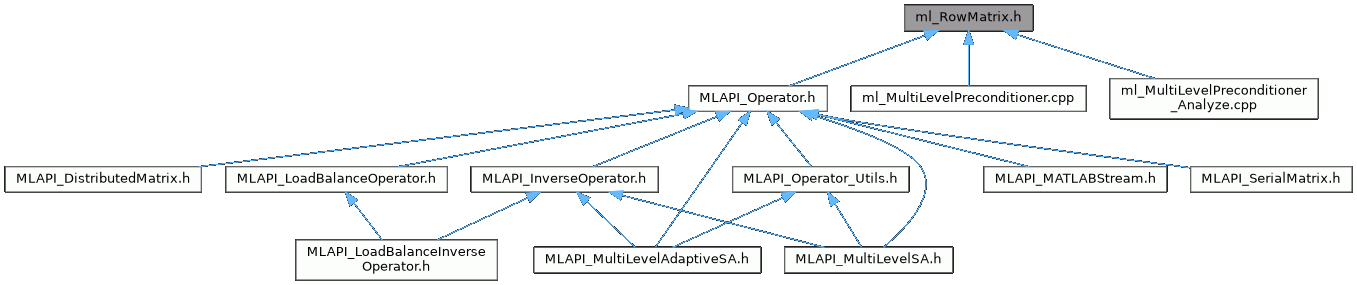 ml_RowMatrix.h
MLAPI_Operator.h
ml_MultiLevelPreconditioner.cpp
ml_MultiLevelPreconditioner
_Analyze.cpp
MLAPI_DistributedMatrix.h
MLAPI_LoadBalanceOperator.h
MLAPI_InverseOperator.h
MLAPI_Operator_Utils.h
MLAPI_MATLABStream.h
MLAPI_SerialMatrix.h
MLAPI_LoadBalanceInverse
Operator.h
MLAPI_MultiLevelAdaptiveSA.h
MLAPI_MultiLevelSA.h